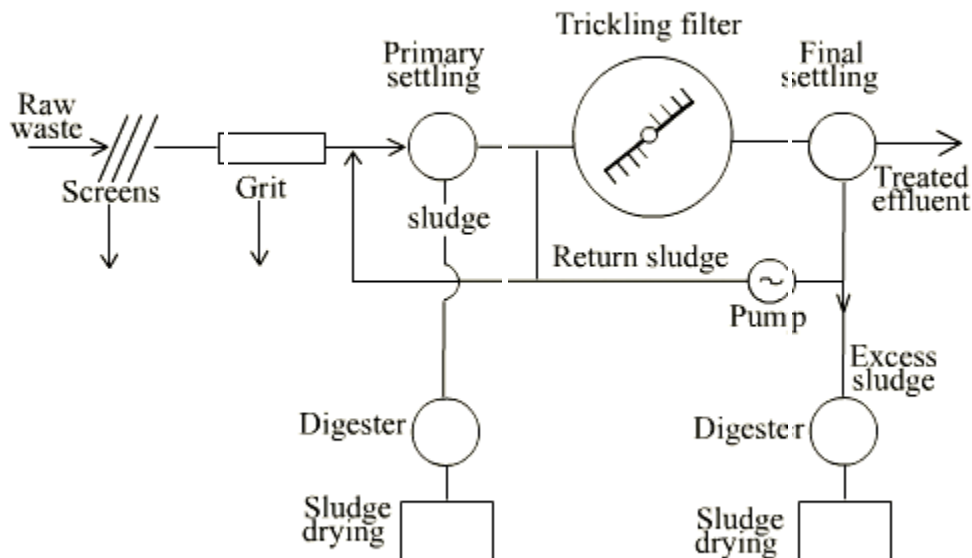 Trickling filter
Primary
settling
Final
settling
Raw
waste
Screens
Grit
sludge
Treated
effluent
Return sludge
Pump
Excess
sludge
Digester
Digester
Sludge
drying
Sludge
drying